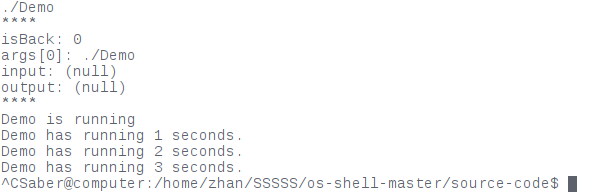 ./Demo
****
isBack: 0
args[0]: ./Demo
input: (null)
output: (null)
****
Demo is running
Demo has running 1 seconds.
Demo has running 2 seconds.
Demo has running 3 seconds.
^CSaber@computer:/home/zhan/SSSSS/os-shell-master/source-code$